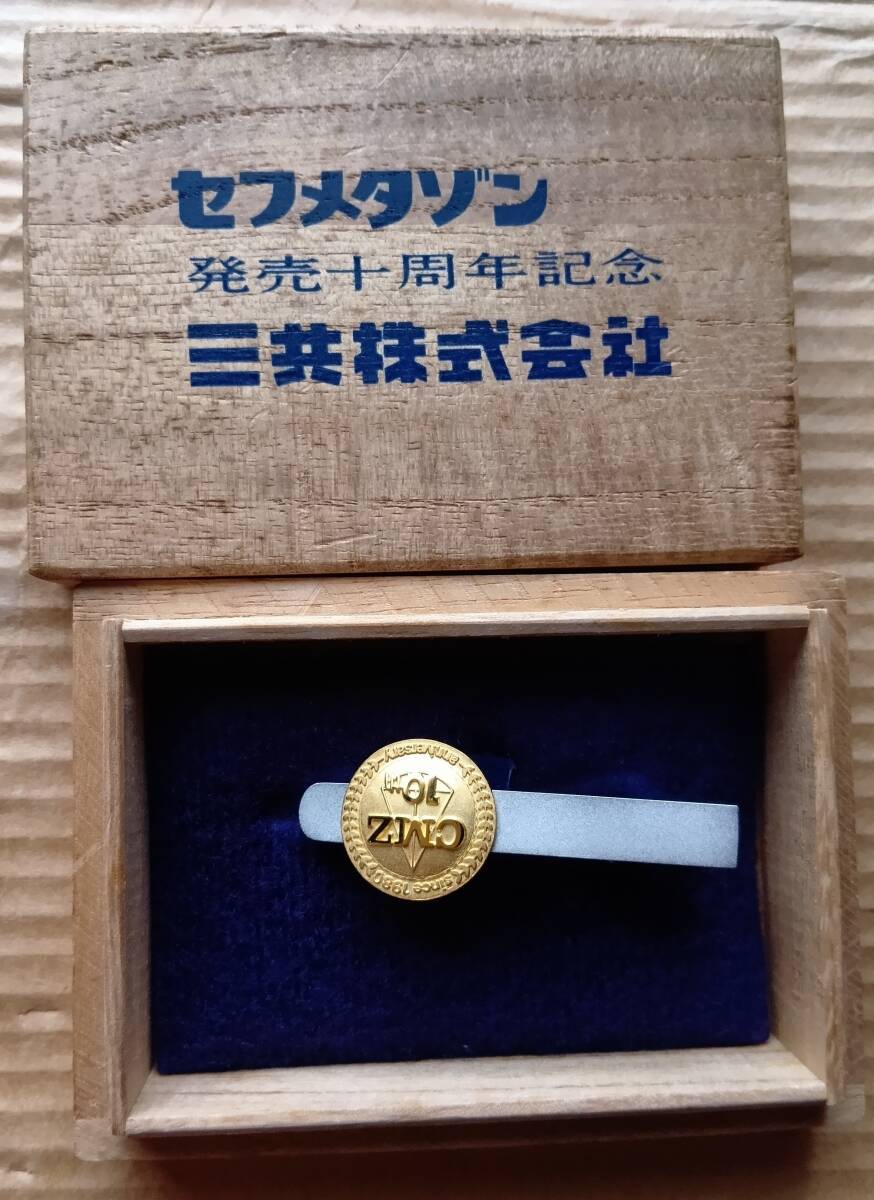 セフメタゾン
発売十周年記念
三共株式会社
since 1980
CMZ
10TH
anniversary